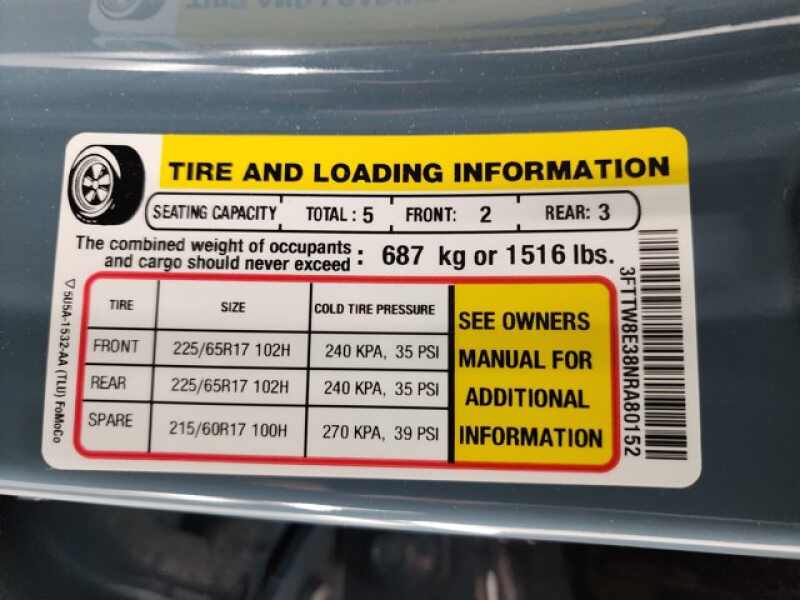 TIRE AND LOADING INFORMATION
SEATING CAPACITY TOTAL : 5 FRONT: 2 REAR: 3
The combined weight of occupants
and cargo should never exceed : 687 kg or 1516 lbs.
TIRE SIZE COLD TIRE PRESSURE
FRONT 225/65R17 102H 240 KPA, 35 PSI
REAR 225/65R17 102H 240 KPA, 35 PSI
SPARE 215/60R17 100H 270 KPA, 39 PSI
SEE OWNERS
MANUAL FOR
ADDITIONAL
INFORMATION
3FTTW8E38NRA80152
5U5A-1532-AA (TLU) FoMoCo